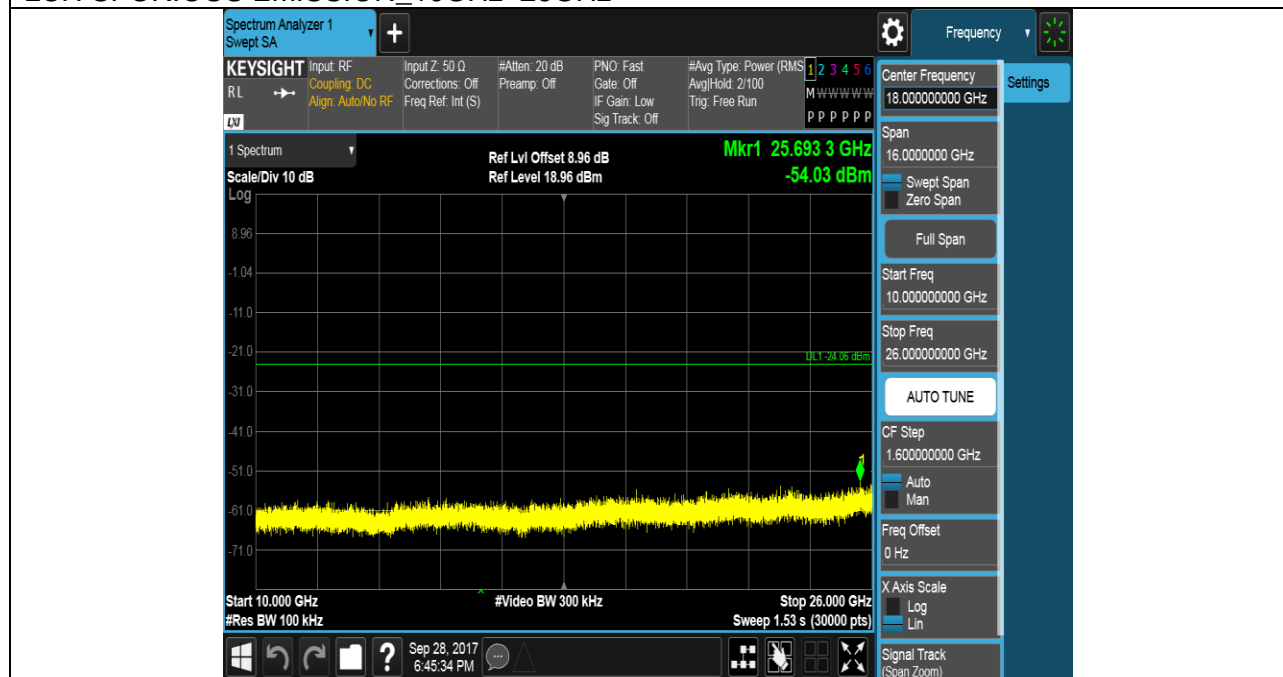 Spectrum Analyzer 1
Swept SA
+
Frequency
KEYSIGHT
RL
LXI
Input: RF
Coupling: DC
Align: Auto/No RF
Input Z: 50 Ω
Corrections: Off
Freq Ref: Int (S)
#Atten: 20 dB
Preamp: Off
PNO: Fast
Gate: Off
IF Gain: Low
Sig Track: Off
#Avg Type: Power (RMS
Avg|Hold: 2/100
Trig: Free Run
1 2 3 4 5 6
M W W W W W
P P P P P P
1 Spectrum
Scale/Div 10 dB
Ref Lvl Offset 8.96 dB
Ref Level 18.96 dBm
Mkr1 25.693 3 GHz
-54.03 dBm
Log
8.96
-1.04
-11.0
-21.0
DL1 -24.06 dBm
-31.0
-41.0
-51.0
1
-61.0
-71.0
Start 10.000 GHz
#Video BW 300 kHz
Stop 26.000 GHz
#Res BW 100 kHz
Sweep 1.53 s (30000 pts)
?
Sep 28, 2017
6:45:34 PM
Center Frequency
18.000000000 GHz
Settings
Span
16.0000000 GHz
Swept Span
Zero Span
Full Span
Start Freq
10.000000000 GHz
Stop Freq
26.000000000 GHz
AUTO TUNE
CF Step
1.600000000 GHz
Auto
Man
Freq Offset
0 Hz
X Axis Scale
Log
Lin
Signal Track
(Span Zoom)